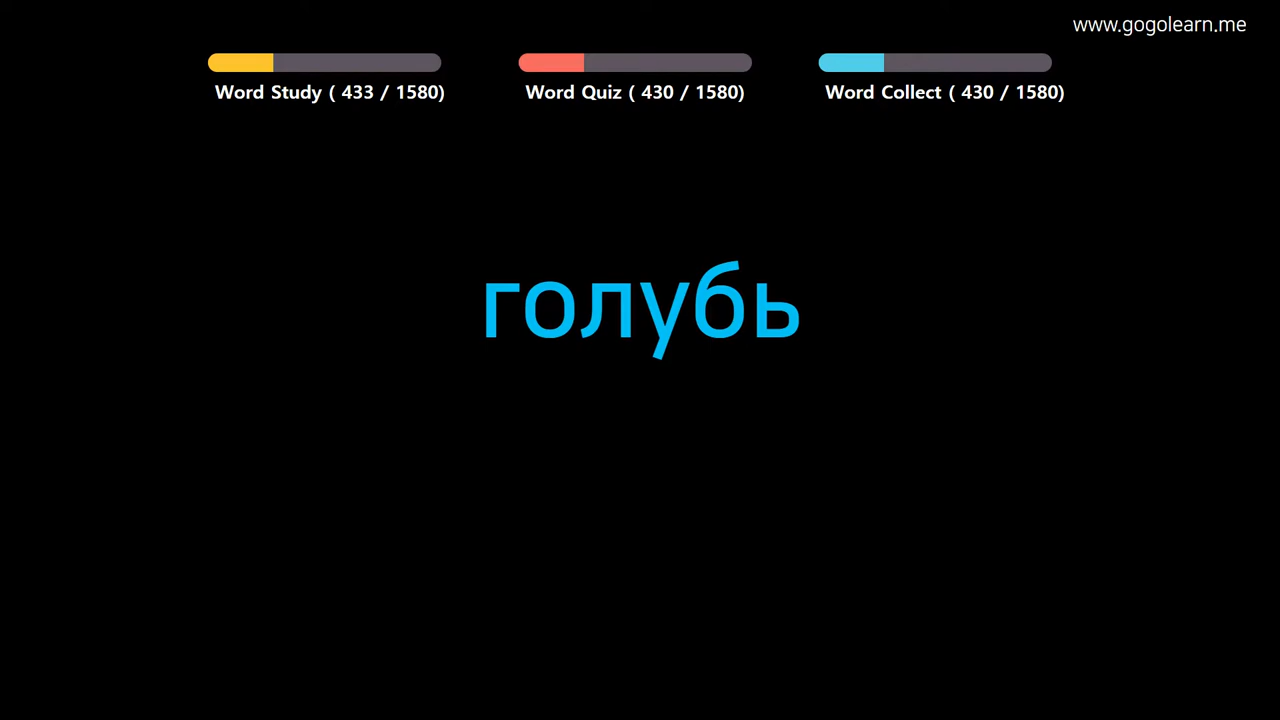 www.gogolearn.me
Word Study ( 433 / 1580)
Word Quiz ( 430 / 1580)
Word Collect ( 430 / 1580)
голубь